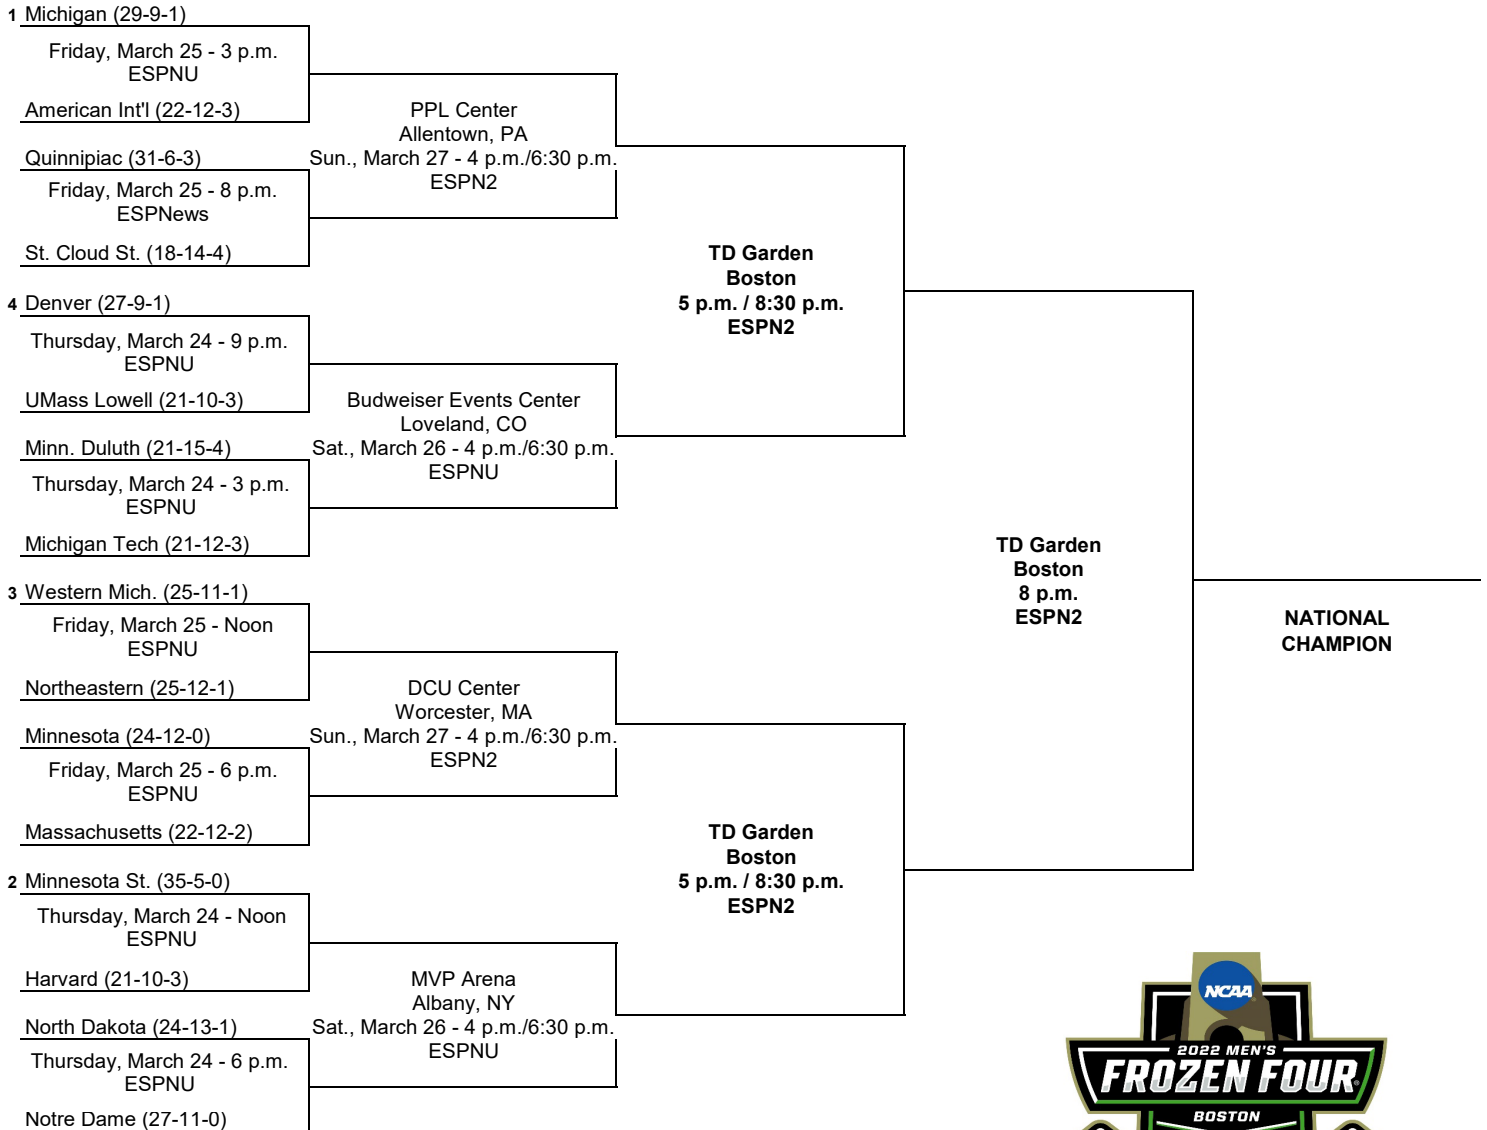 1 Michigan (29-9-1)
Friday, March 25 - 3 p.m.
ESPNU
American Int'l (22-12-3)
PPL Center
Allentown, PA
Quinnipiac (31-6-3)
Sun., March 27 - 4 p.m./6:30 p.m.
ESPN2
Friday, March 25 - 8 p.m.
ESPNews
St. Cloud St. (18-14-4)
TD Garden
Boston
5 p.m. / 8:30 p.m.
ESPN2
4 Denver (27-9-1)
Thursday, March 24 - 9 p.m.
ESPNU
UMass Lowell (21-10-3)
Budweiser Events Center
Loveland, CO
Minn. Duluth (21-15-4)
Sat., March 26 - 4 p.m./6:30 p.m.
ESPNU
Thursday, March 24 - 3 p.m.
ESPNU
Michigan Tech (21-12-3)
TD Garden
Boston
8 p.m.
ESPN2
NATIONAL
CHAMPION
3 Western Mich. (25-11-1)
Friday, March 25 - Noon
ESPNU
Northeastern (25-12-1)
DCU Center
Worcester, MA
Minnesota (24-12-0)
Sun., March 27 - 4 p.m./6:30 p.m.
ESPN2
Friday, March 25 - 6 p.m.
ESPNU
Massachusetts (22-12-2)
TD Garden
Boston
5 p.m. / 8:30 p.m.
ESPN2
2 Minnesota St. (35-5-0)
Thursday, March 24 - Noon
ESPNU
Harvard (21-10-3)
MVP Arena
Albany, NY
North Dakota (24-13-1)
Sat., March 26 - 4 p.m./6:30 p.m.
ESPNU
Thursday, March 24 - 6 p.m.
ESPNU
Notre Dame (27-11-0)
NCAA
2022 MEN'S
FROZEN FOUR®
BOSTON